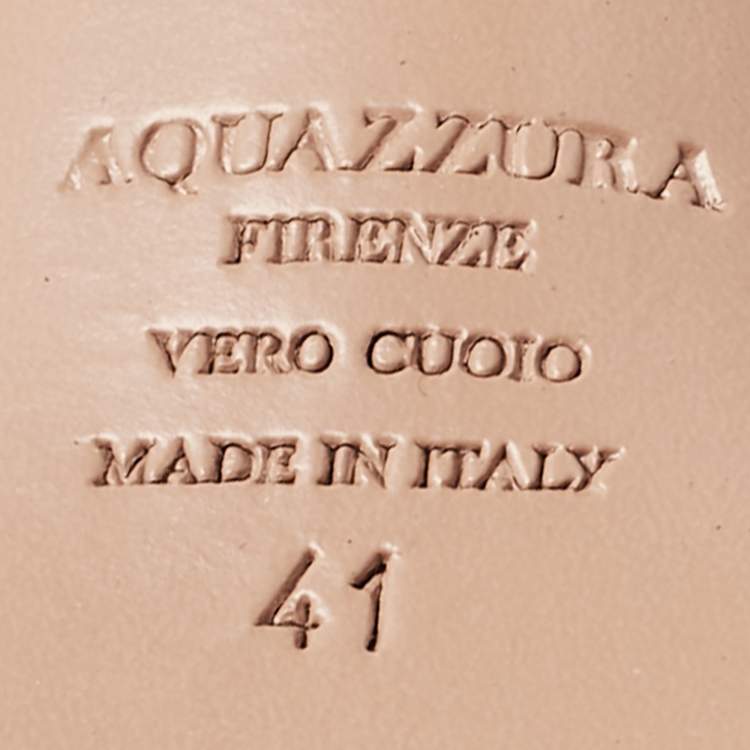 AQUAZZURA
FIRENZE
VERO CUOIO
MADE IN ITALY
41